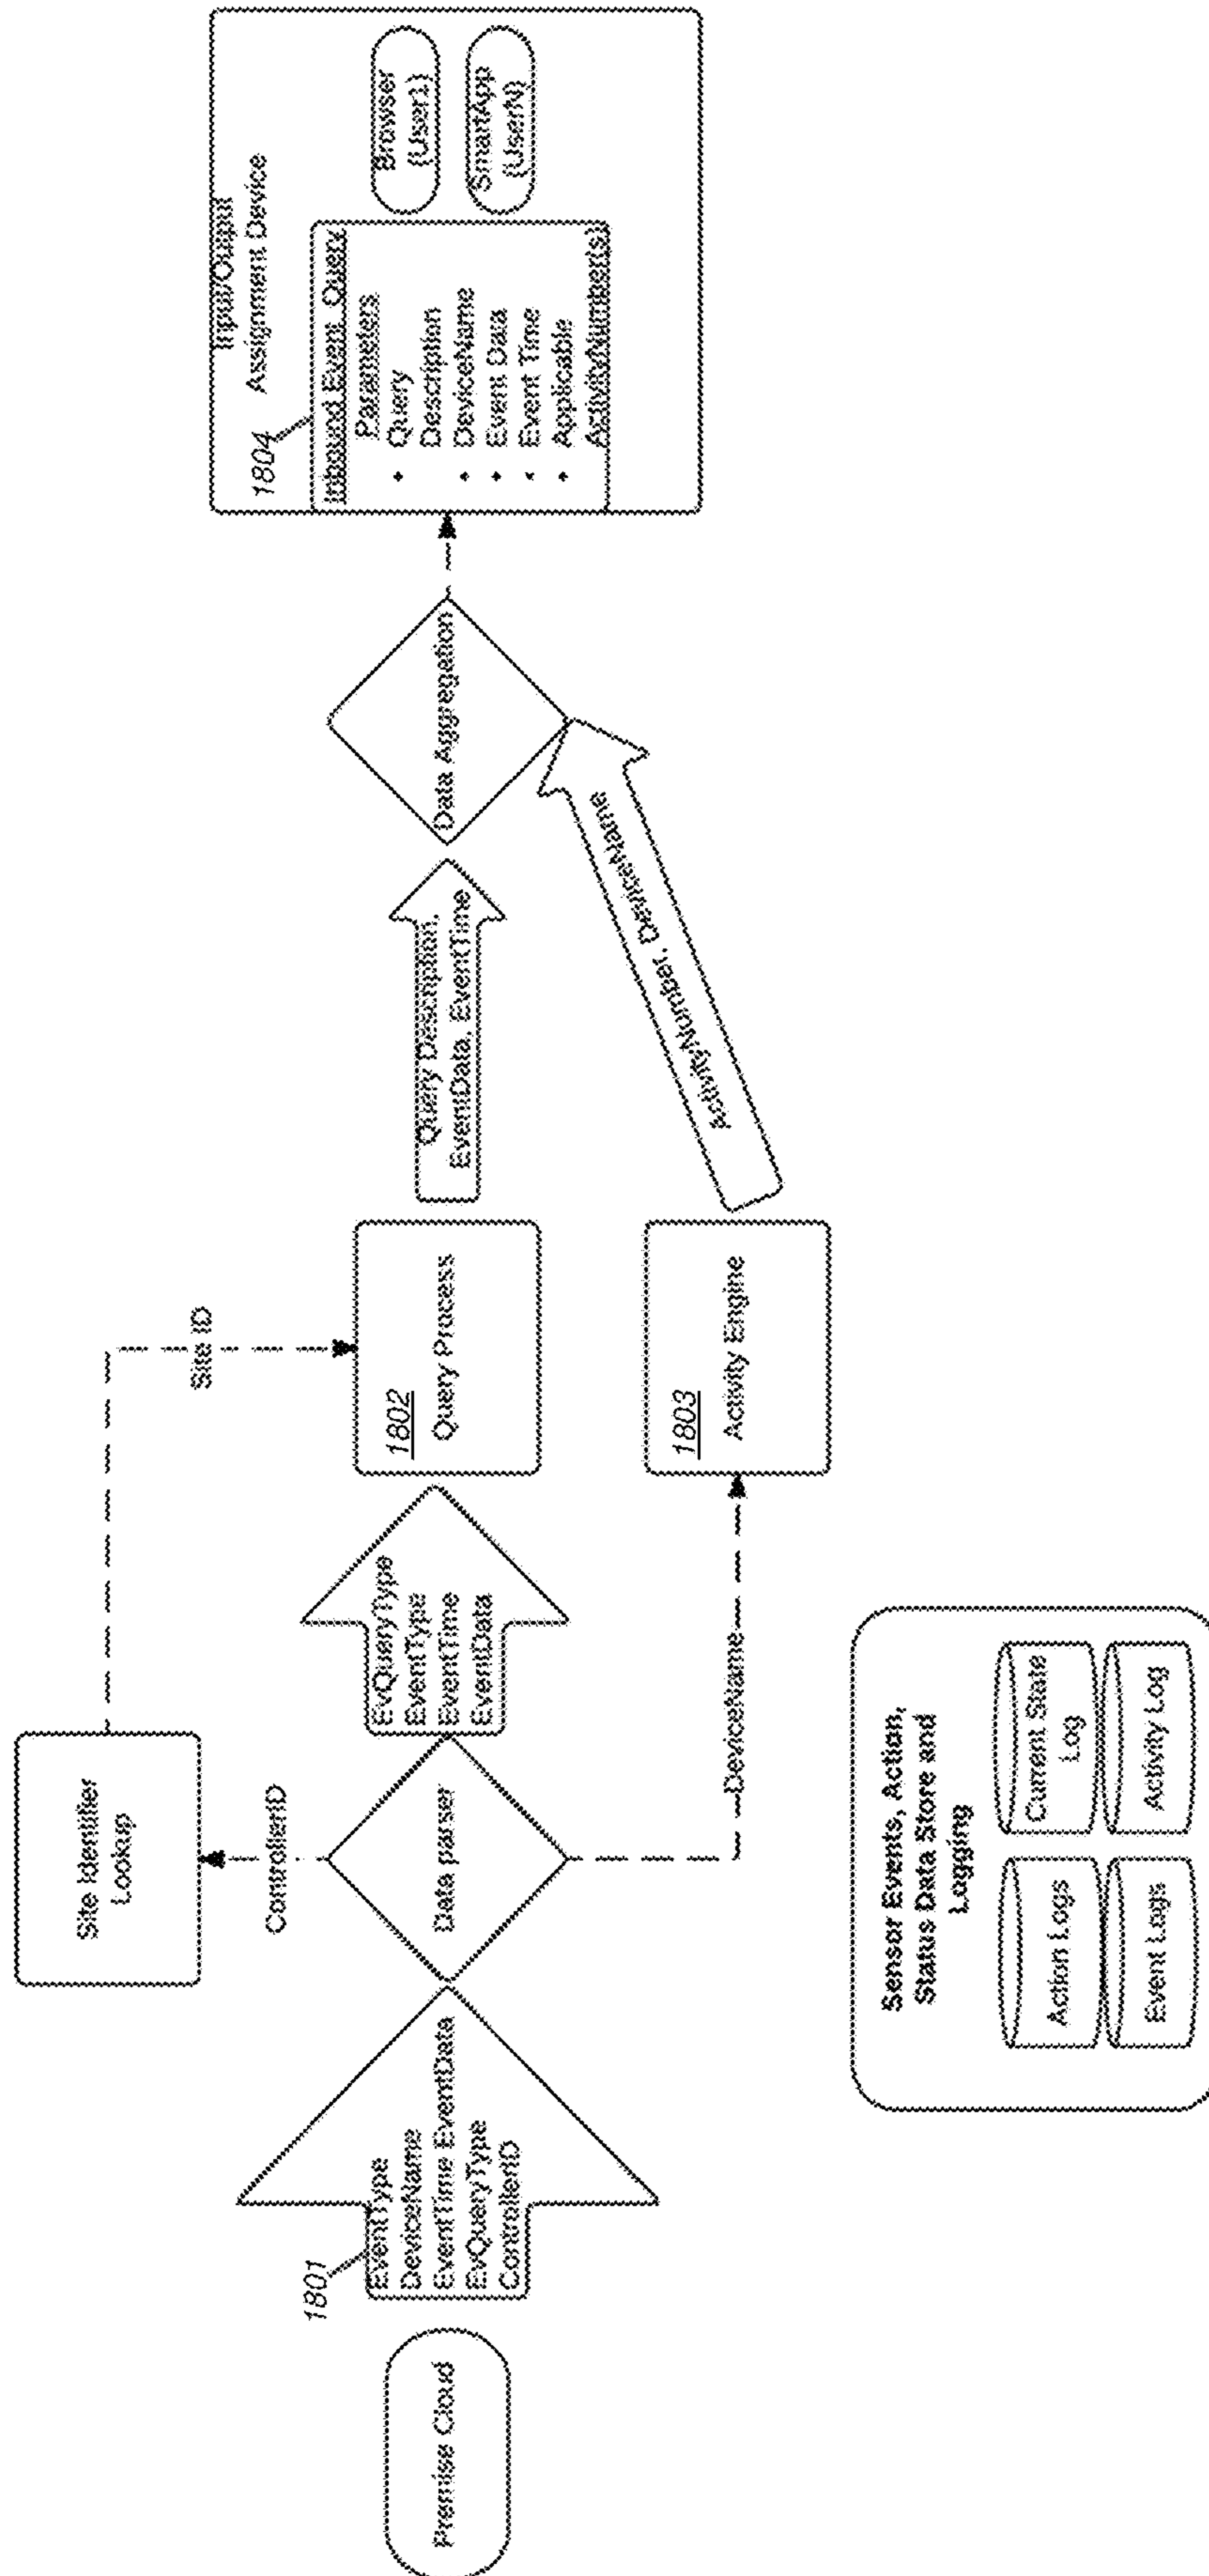 Premise Cloud
1801
EventType
DeviceName
EventTime EventData
EvQueryType
ControllerID
Data parser
ControllerID
Site Identifier
Lookup
Site ID
EvQueryType
EventType
EventTime
EventData
DeviceName
1802
Query Process
1803
Activity Engine
Query Description,
EventData, EventTime
ActivityNumber, DeviceName
Data Aggregation
Input/Output
Assignment Device
1804
Inbound Event Query
Parameters
• Query
Description
• DeviceName
• Event Data
• Event Time
• Applicable
ActivityNumber(s)
Browser
(User1)
SmartApp
(UserN)
Sensor Events, Action,
Status Data Store and
Logging
Action Logs
Current State
Log
Event Logs
Activity Log